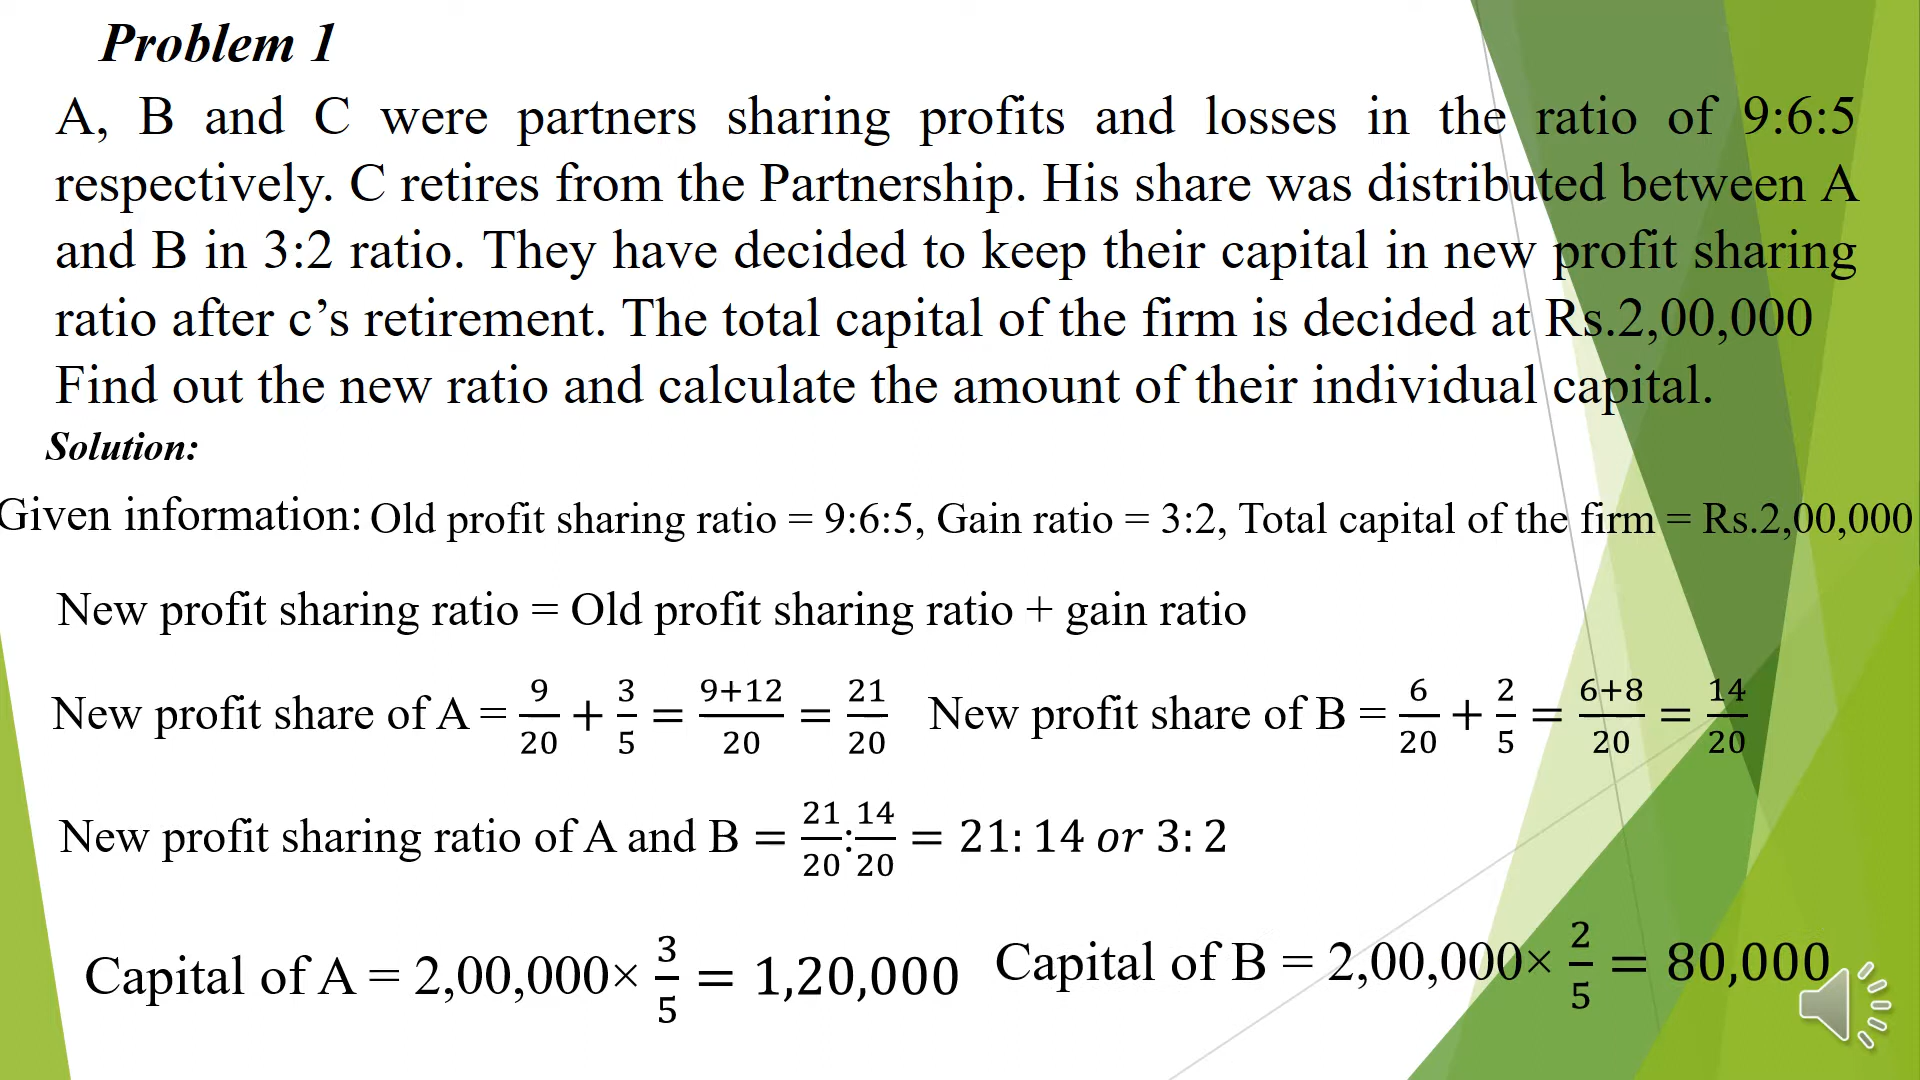 Problem 1
A, B and C were partners sharing profits and losses in the ratio of 9:6:5
respectively. C retires from the Partnership. His share was distributed between A
and B in 3:2 ratio. They have decided to keep their capital in new profit sharing
ratio after c’s retirement. The total capital of the firm is decided at Rs.2,00,000
Find out the new ratio and calculate the amount of their individual capital.
Solution:
Given information: Old profit sharing ratio = 9:6:5, Gain ratio = 3:2, Total capital of the firm = Rs.2,00,000
New profit sharing ratio = Old profit sharing ratio + gain ratio
New profit share of A = 9/20 + 3/5 = 9+12/20 = 21/20 New profit share of B = 6/20 + 2/5 = 6+8/20 = 14/20
New profit sharing ratio of A and B = 21/20 : 14/20 = 21: 14 or 3: 2
Capital of A = 2,00,000× 3/5 = 1,20,000 Capital of B = 2,00,000× 2/5 = 80,000